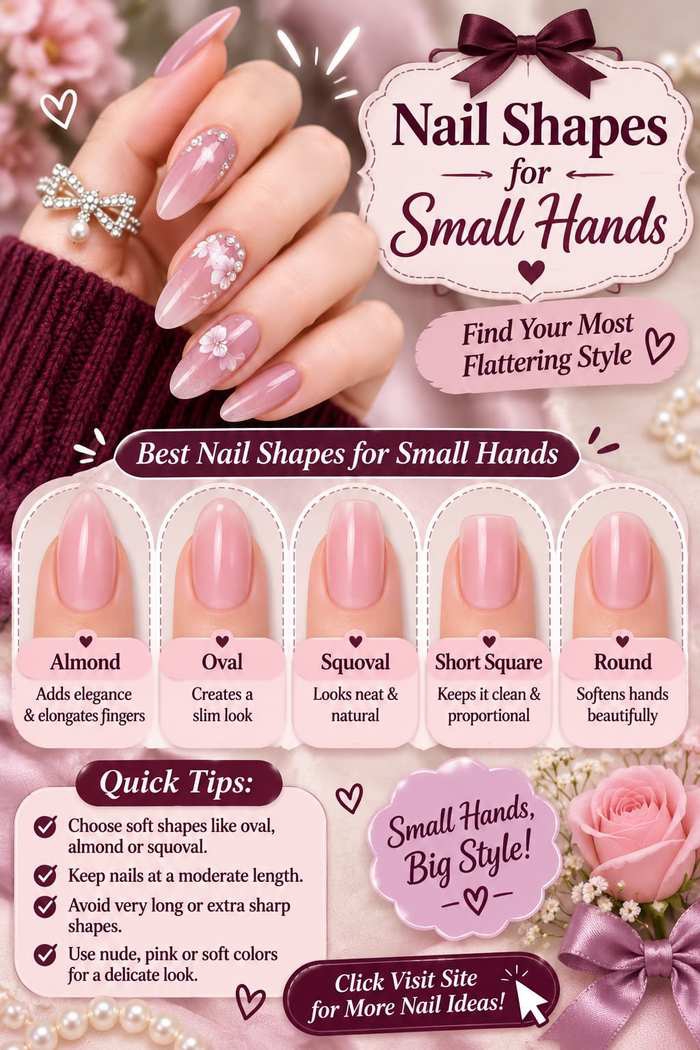 Nail Shapes
for
Small Hands
Find Your Most
Flattering Style
Best Nail Shapes for Small Hands
Almond
Adds elegance
& elongates fingers
Oval
Creates a
slim look
Squoval
Looks neat &
natural
Short Square
Keeps it clean &
proportional
Round
Softens hands
beautifully
Quick Tips:
Choose soft shapes like oval,
almond or squoval.
Keep nails at a moderate length.
Avoid very long or extra sharp
shapes.
Use nude, pink or soft colors
for a delicate look.
Small Hands,
Big Style!
Click Visit Site
for More Nail Ideas!